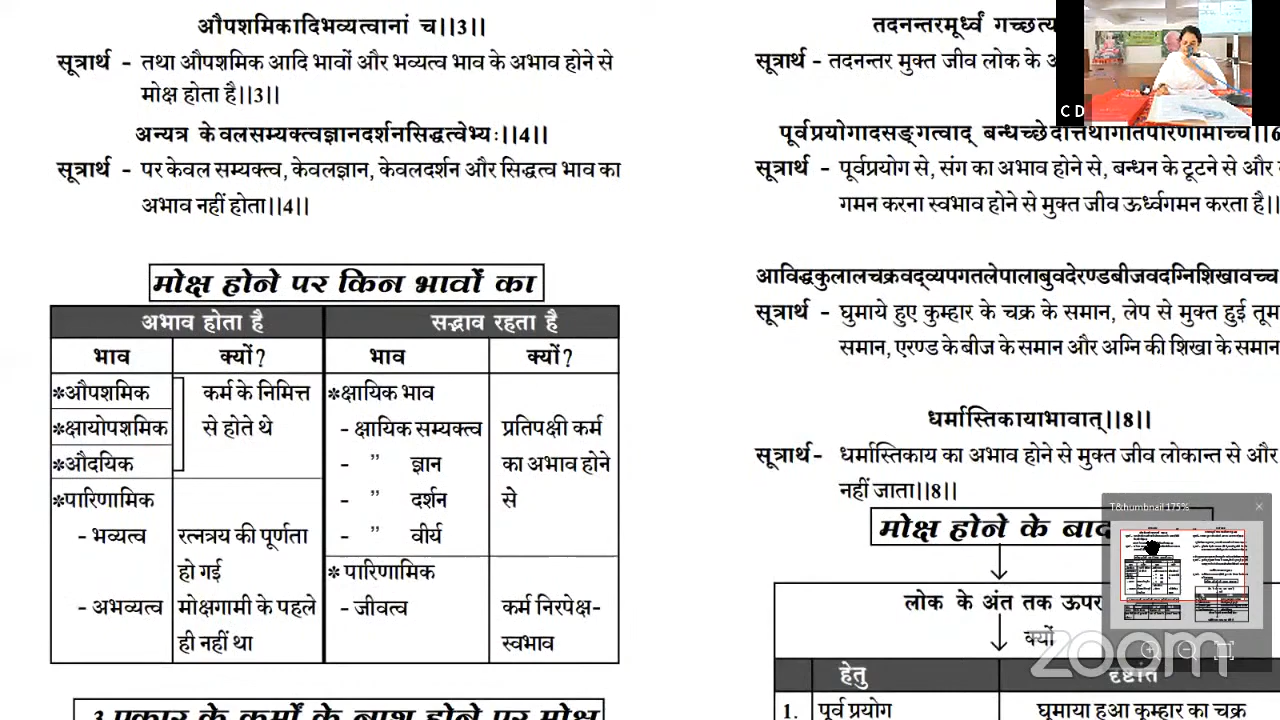 औपशमिकादिभव्यत्वानां च।।3।।
सूत्रार्थ - तथा औपशमिक आदि भावों और भव्यत्व भाव के अभाव होने से
मोक्ष होता है।।3।।
अन्यत्र केवलसम्यक्त्वज्ञानदर्शनसिद्धत्वेभ्यः।।4।।
सूत्रार्थ - पर केवल सम्यक्त्व, केवलज्ञान, केवलदर्शन और सिद्धत्व भाव का
अभाव नहीं होता।।4।।
मोक्ष होने पर किन भावों का
अभाव होता है सद्भाव रहता है
भाव क्यों? भाव क्यों?
*औपशमिक कर्म के निमित्त *क्षायिक भाव
*क्षायोपशमिक से होते थे - क्षायिक सम्यक्त्व प्रतिपक्षी कर्म
*औदयिक - ” ज्ञान का अभाव होने
*पारिणामिक - ” दर्शन से
- भव्यत्व रत्नत्रय की पूर्णता - ” वीर्य
हो गई * पारिणामिक
- अभव्यत्व मोक्षगामी के पहले - जीवत्व कर्म निरपेक्ष-
ही नहीं था स्वभाव
3 प्रकार के कर्मों के नाश होने पर मोक्ष
तदनन्तरमूर्ध्वं
सूत्रार्थ - तदनन्तर मुक्त जीव लोक के
C D
पूर्वप्रयोगादसङ्गत्वाद् बन्धच्छेदात्तथागतिपरिणामाच्च
सूत्रार्थ - पूर्वप्रयोग से, संग का अभाव होने से, बन्धन के टूटने से और
गमन करना स्वभाव होने से मुक्त जीव ऊर्ध्वगमन करता है।।
आविद्धकुलालचक्रवद्व्यपगतलेपालाबुवदेरण्डबीजवदग्निशिखावच्च
सूत्रार्थ - घुमाये हुए कुम्हार के चक्र के समान, लेप से मुक्त हुई
समान, एरण्ड के बीज के समान और अग्नि की शिखा के समान
धर्मास्तिकायाभावात्।।8।।
सूत्रार्थ- धर्मास्तिकाय का अभाव होने से मुक्त जीव लोकान्त से और
नहीं जाता।।8।।
T&humbnail 175%
मोक्ष होने के बाद
लोक के अंत तक ऊपर
क्यों
zoom
हेतु दृष्टांत
1. पूर्व प्रयोग घुमाया हुआ कुम्हार का चक्र